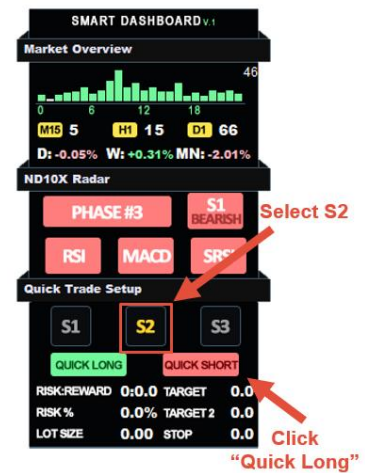 SMART DASHBOARD V.1
Market Overview
46
0 6 12 18
M15 5 H1 15 D1 66
D: -0.05% W: +0.31% MN: -2.01%
ND10X Radar
PHASE #3 S1
BEARISH
Select S2
RSI MACD SRSI
Quick Trade Setup
S1 S2 S3
QUICK LONG QUICK SHORT
RISK:REWARD 0:0.0 TARGET 0.0
RISK % 0.0% TARGET 2 0.0
LOT SIZE 0.00 STOP 0.0
Click
“Quick Long”